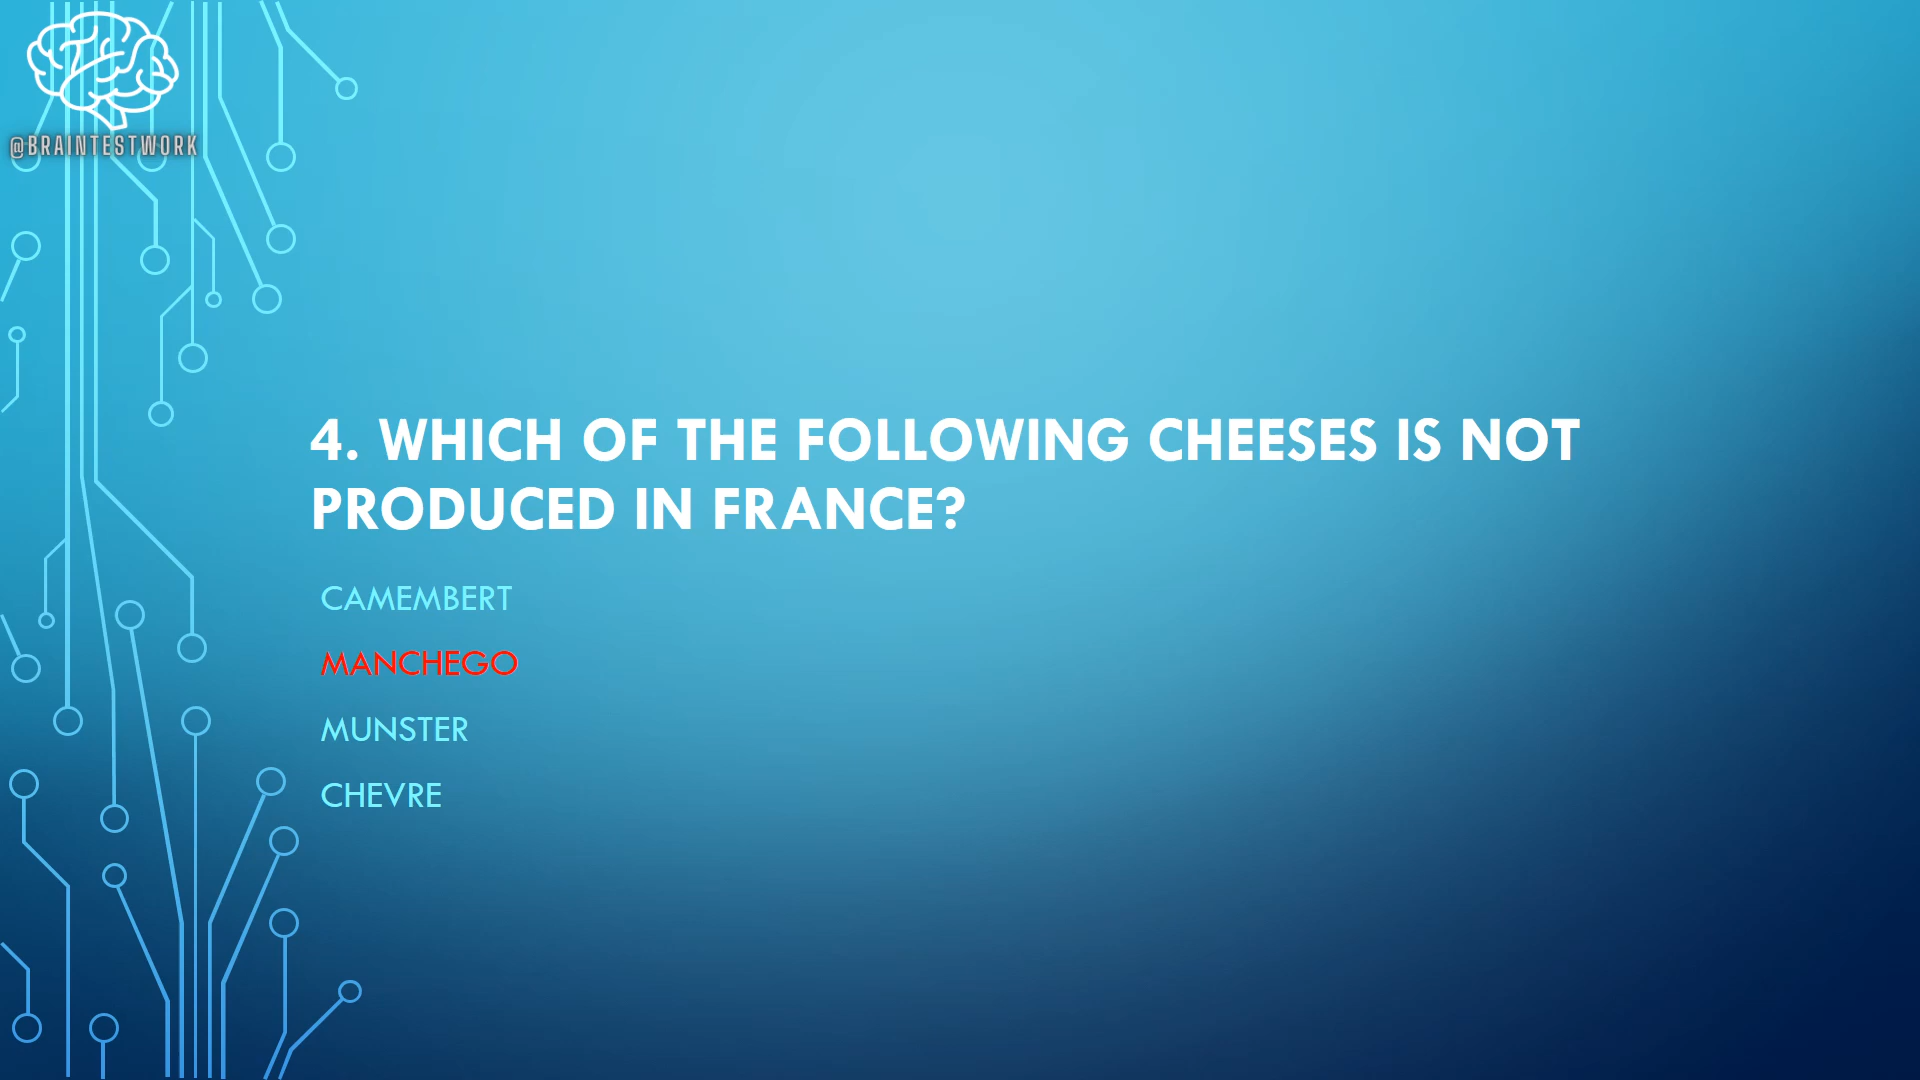 @BRAINTESTWORK
4. WHICH OF THE FOLLOWING CHEESES IS NOT
PRODUCED IN FRANCE?
CAMEMBERT
MANCHEGO
MUNSTER
CHEVRE